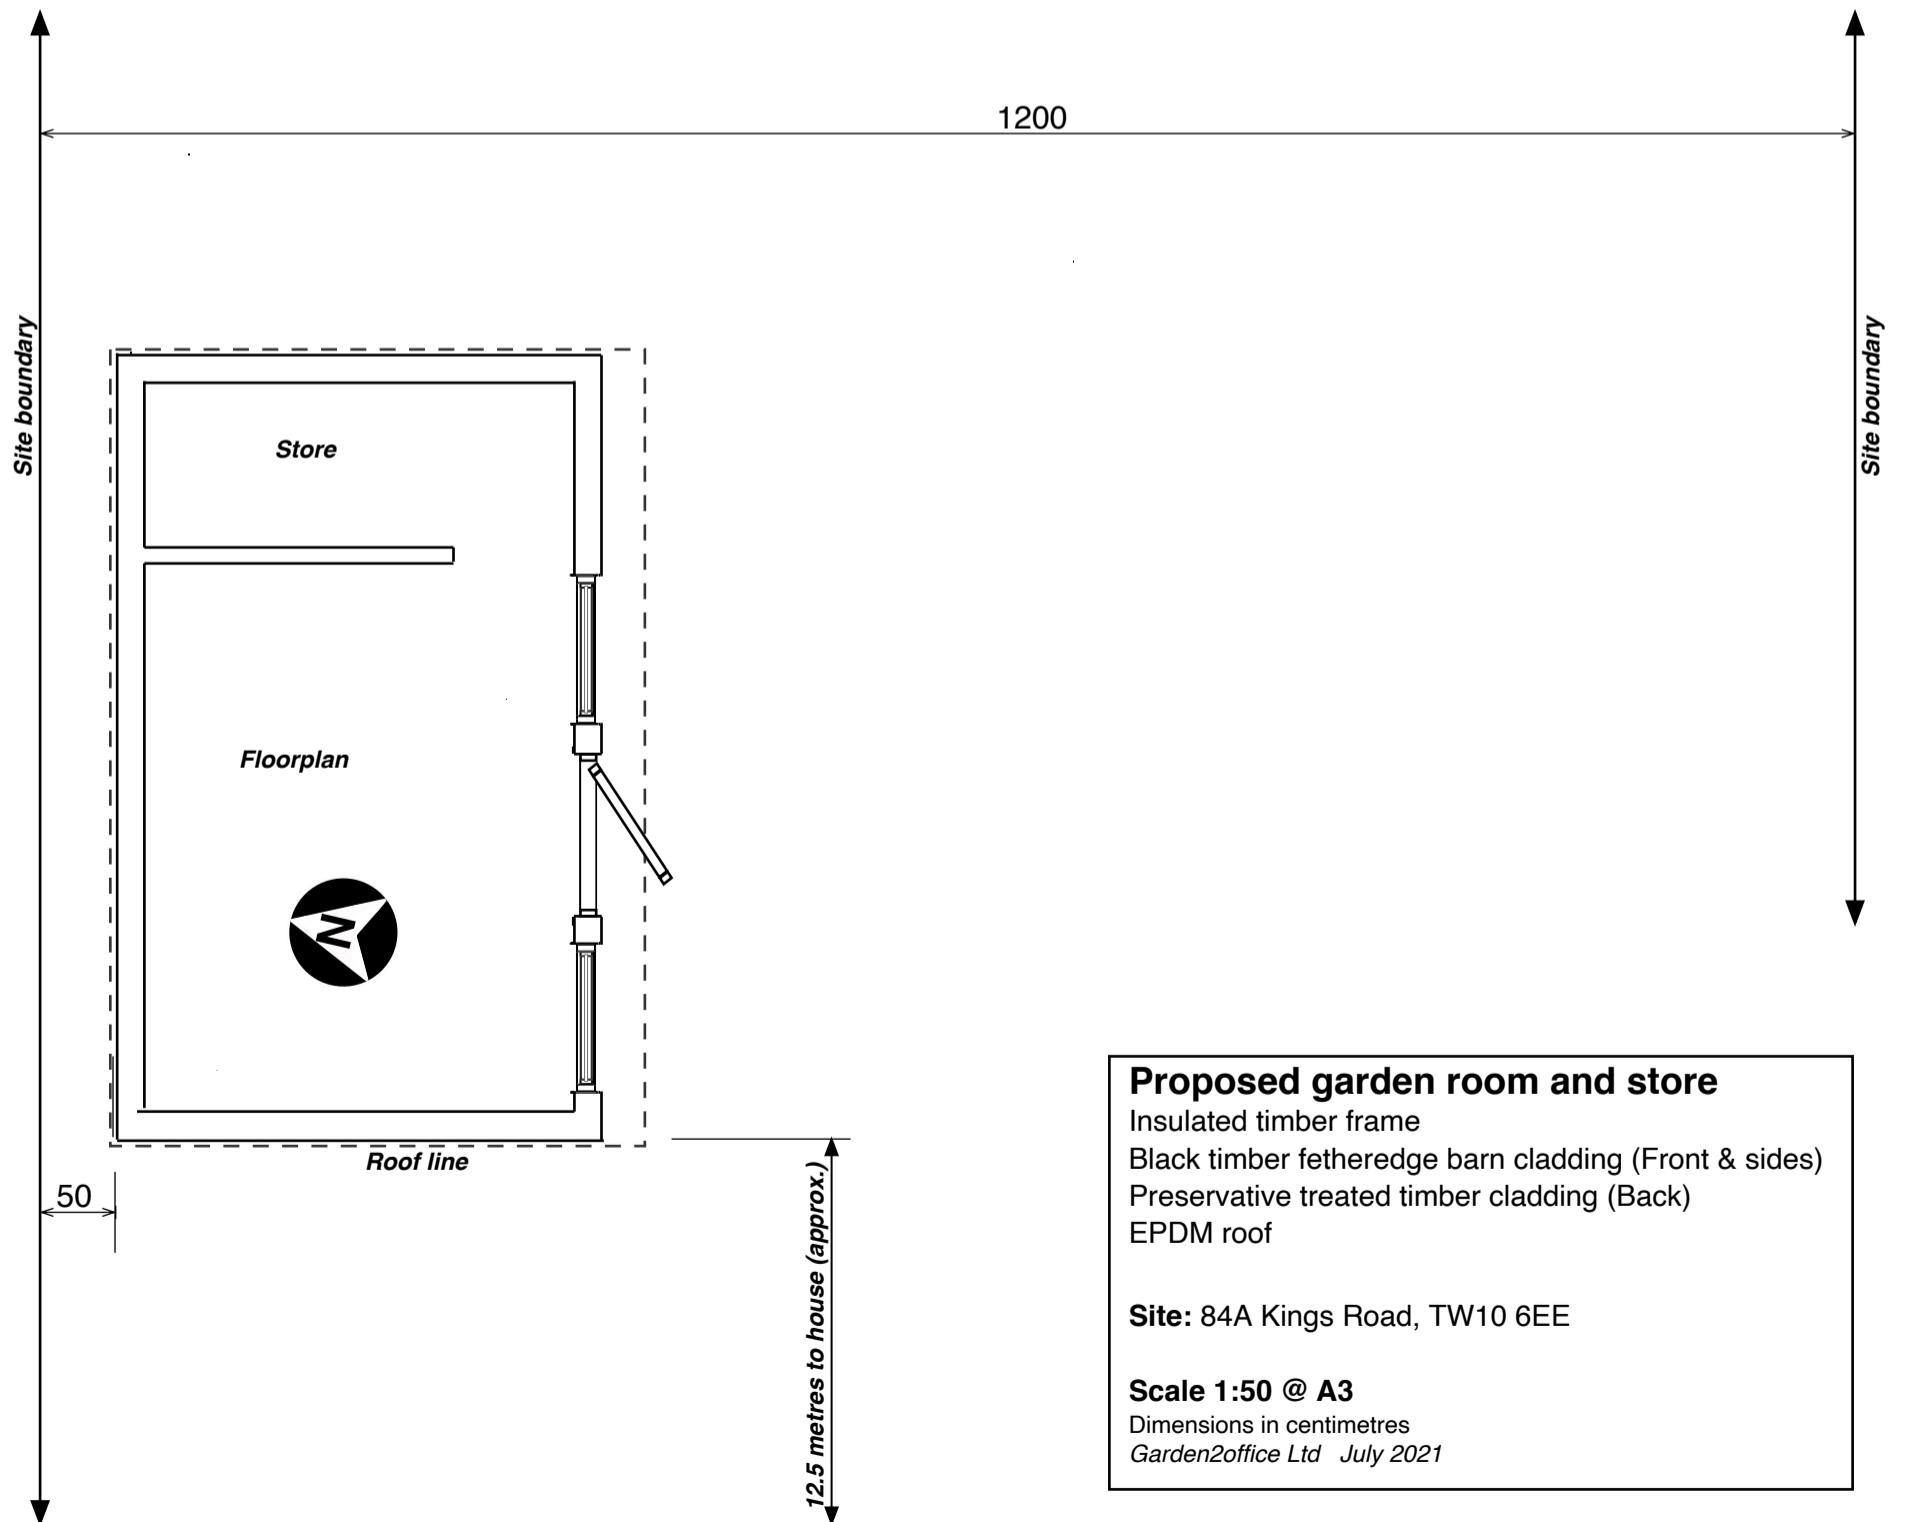 1200
Site boundary
Site boundary
Store
Floorplan
N
Roof line
50
12.5 metres to house (approx.)
Proposed garden room and store
Insulated timber frame
Black timber fetheredge barn cladding (Front & sides)
Preservative treated timber cladding (Back)
EPDM roof
Site: 84A Kings Road, TW10 6EE
Scale 1:50 @ A3
Dimensions in centimetres
Garden2office Ltd July 2021